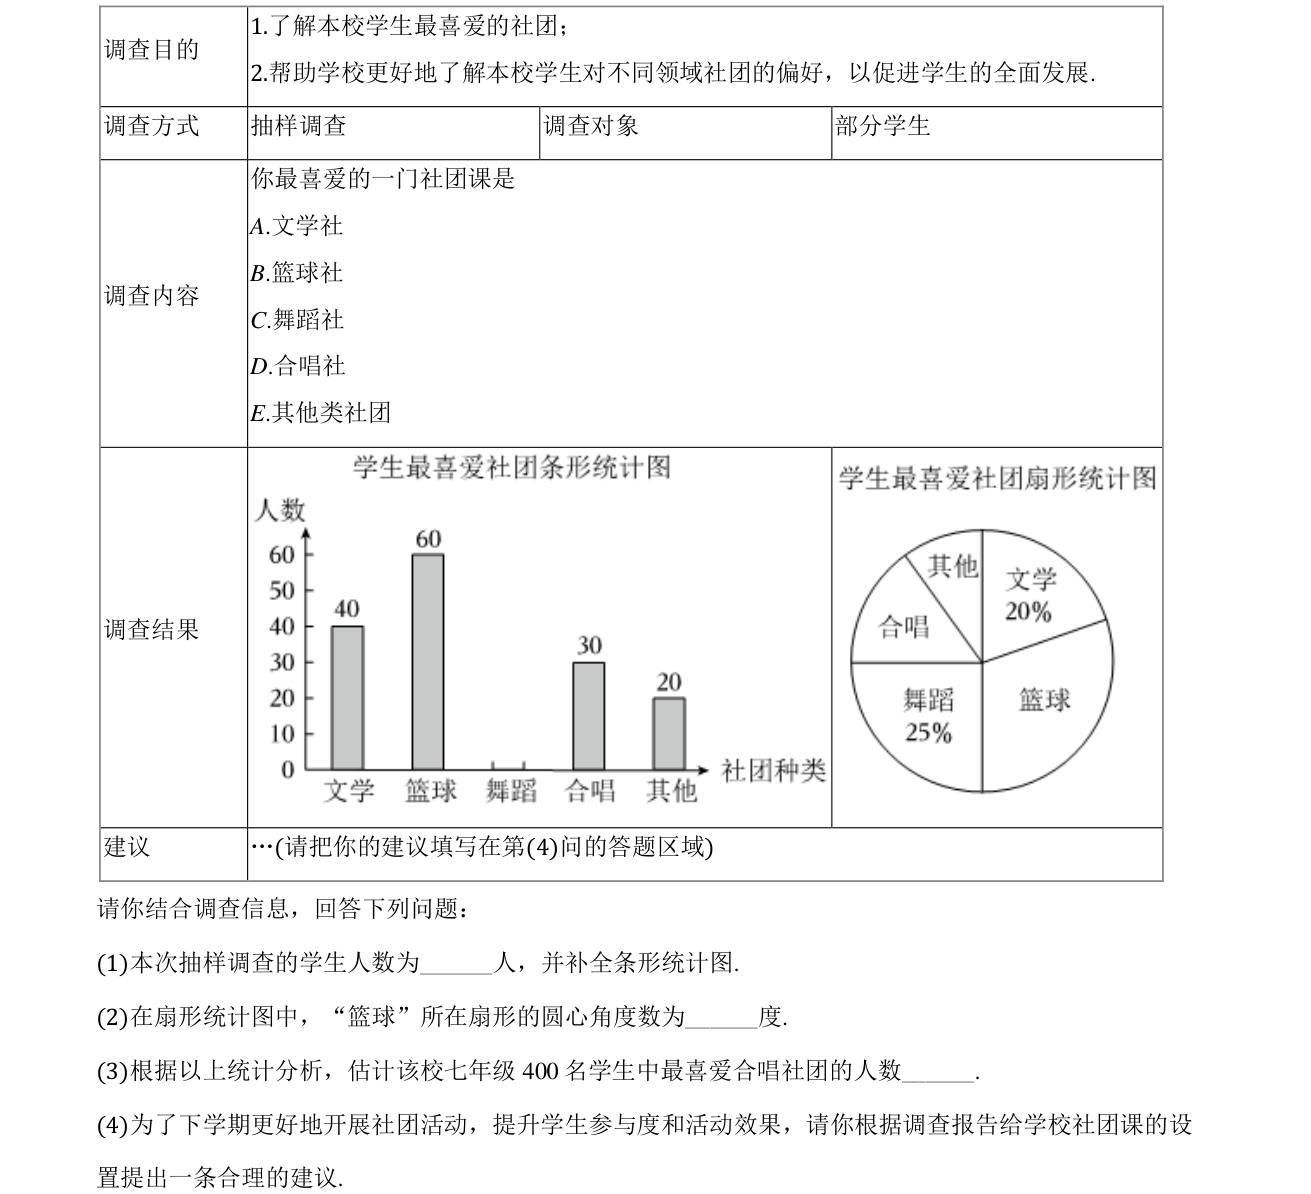 调查目的
1.了解本校学生最喜爱的社团；
2.帮助学校更好地了解本校学生对不同领域社团的偏好，以促进学生的全面发展.
调查方式 抽样调查 调查对象 部分学生
调查内容
你最喜爱的一门社团课是
A.文学社
B.篮球社
C.舞蹈社
D.合唱社
E.其他类社团
调查结果
学生最喜爱社团条形统计图
人数
60
50
40
30
20
10
0
40
60
30
20
文学 篮球 舞蹈 合唱 其他
社团种类
学生最喜爱社团扇形统计图
其他
文学
20%
合唱
舞蹈
25%
篮球
建议 …(请把你的建议填写在第(4)问的答题区域)
请你结合调查信息，回答下列问题：
(1)本次抽样调查的学生人数为______人，并补全条形统计图.
(2)在扇形统计图中，“篮球”所在扇形的圆心角度数为______度.
(3)根据以上统计分析，估计该校七年级 400 名学生中最喜爱合唱社团的人数______.
(4)为了下学期更好地开展社团活动，提升学生参与度和活动效果，请你根据调查报告给学校社团课的设
置提出一条合理的建议.